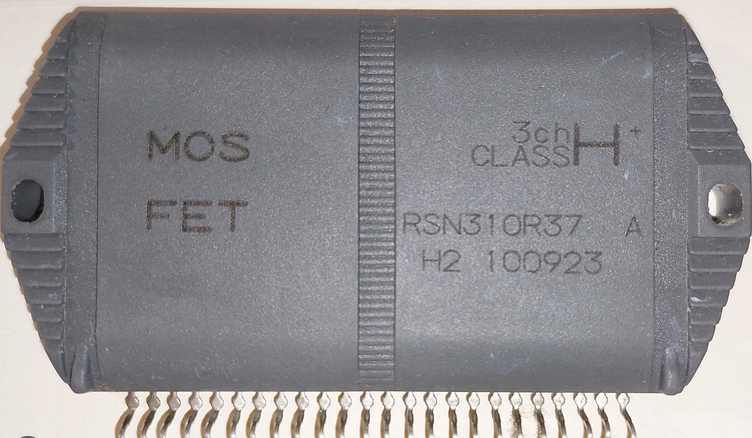 MOS
FET
3ch
CLASS H+
RSN310R37 A
H2 100923